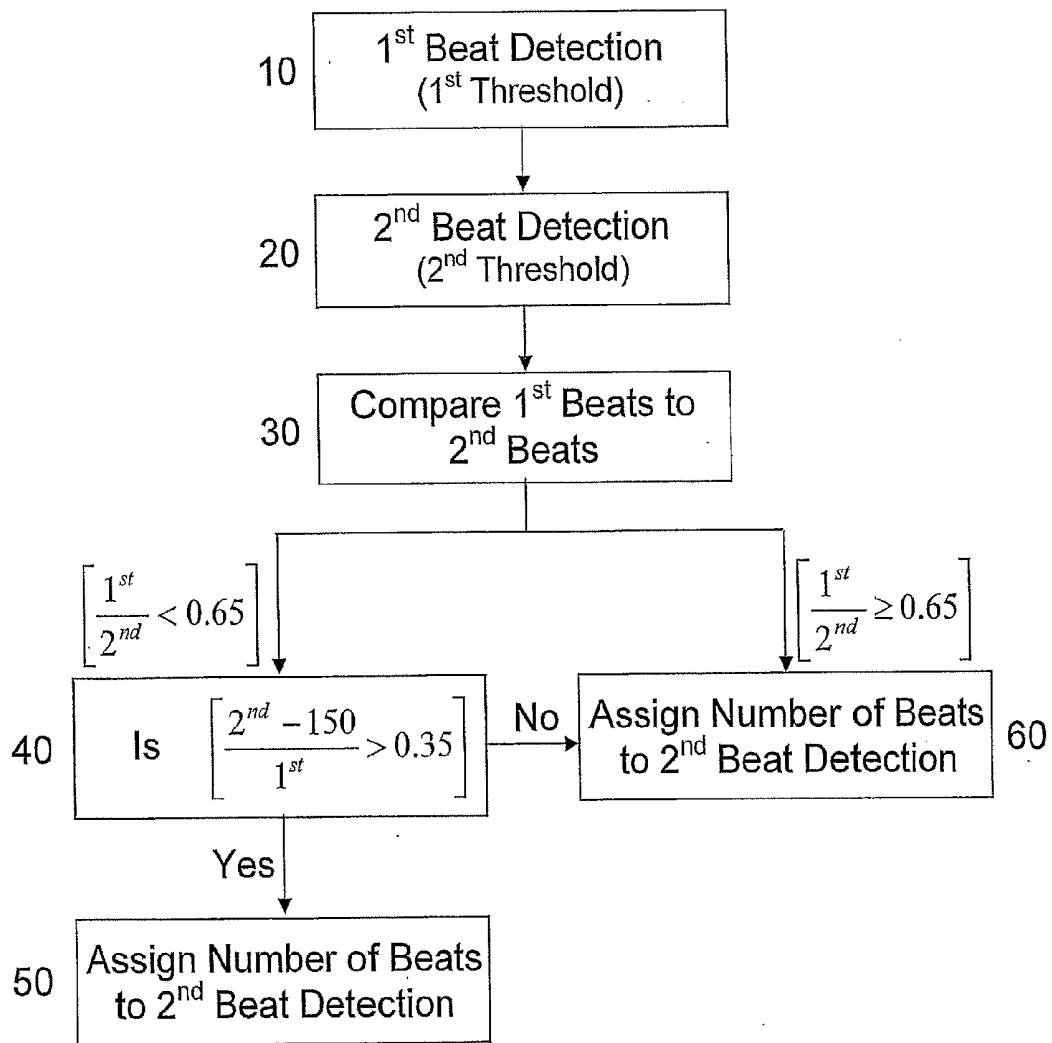 10
1st Beat Detection
(1st Threshold)
20
2nd Beat Detection
(2nd Threshold)
30
Compare 1st Beats to
2nd Beats
[1st/2nd < 0.65]
[1st/2nd ≥ 0.65]
40
Is [2nd − 150/1st > 0.35]
No
Assign Number of Beats
to 2nd Beat Detection
60
Yes
50
Assign Number of Beats
to 2nd Beat Detection